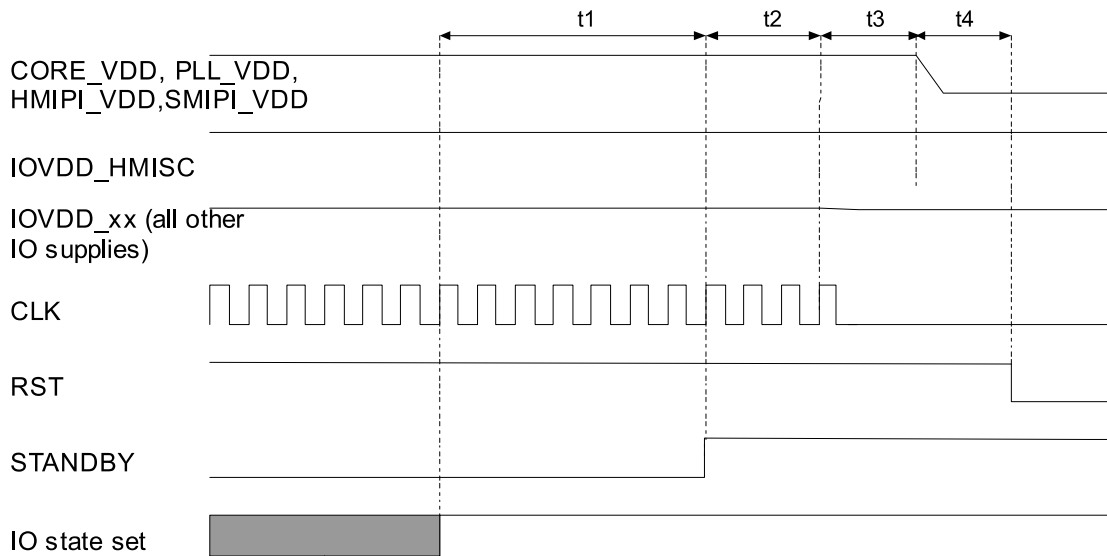 t1 t2 t3 t4
CORE_VDD, PLL_VDD,
HMIPI_VDD,SMIPI_VDD
IOVDD_HMISC
IOVDD_xx (all other
IO supplies)
CLK
RST
STANDBY
IO state set